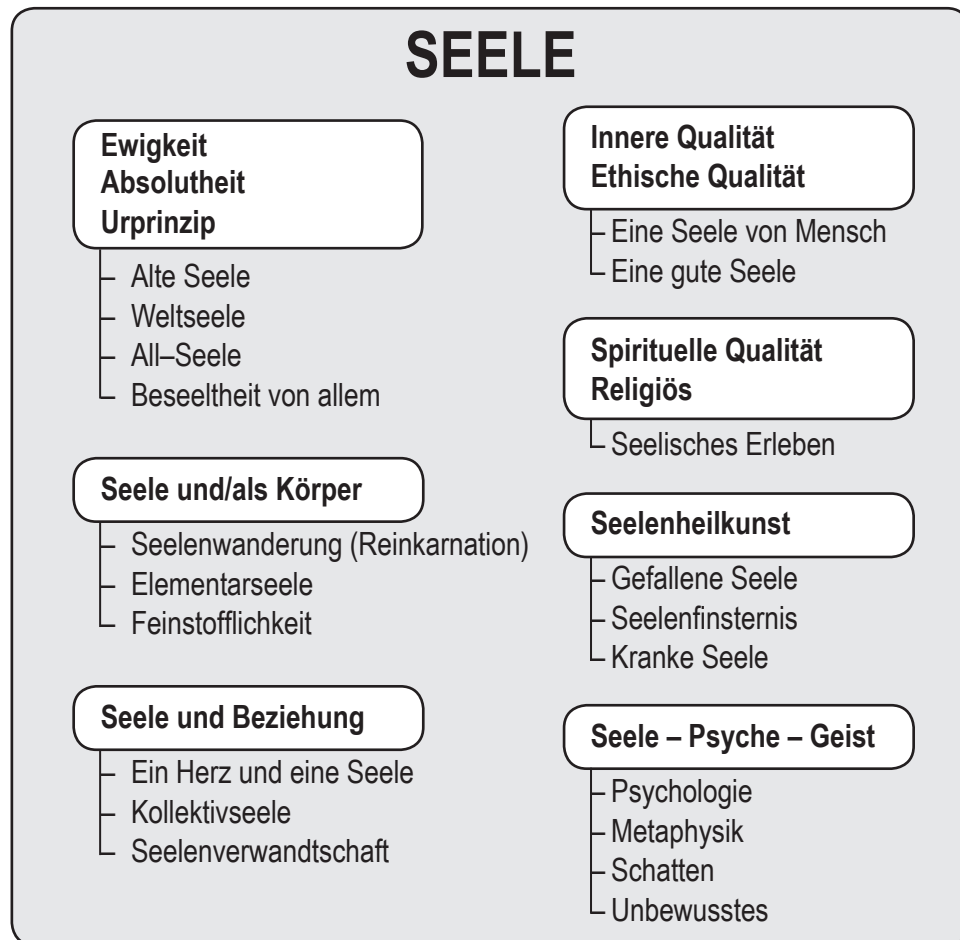 SEELE
Ewigkeit
Absolutheit
Urprinzip
– Alte Seele
– Weltseele
– All–Seele
– Beseeltheit von allem
Seele und/als Körper
– Seelenwanderung (Reinkarnation)
– Elementarseele
– Feinstofflichkeit
Seele und Beziehung
– Ein Herz und eine Seele
– Kollektivseele
– Seelenverwandtschaft
Innere Qualität
Ethische Qualität
– Eine Seele von Mensch
– Eine gute Seele
Spirituelle Qualität
Religiös
– Seelisches Erleben
Seelenheilkunst
– Gefallene Seele
– Seelenfinsternis
– Kranke Seele
Seele – Psyche – Geist
– Psychologie
– Metaphysik
– Schatten
– Unbewusstes